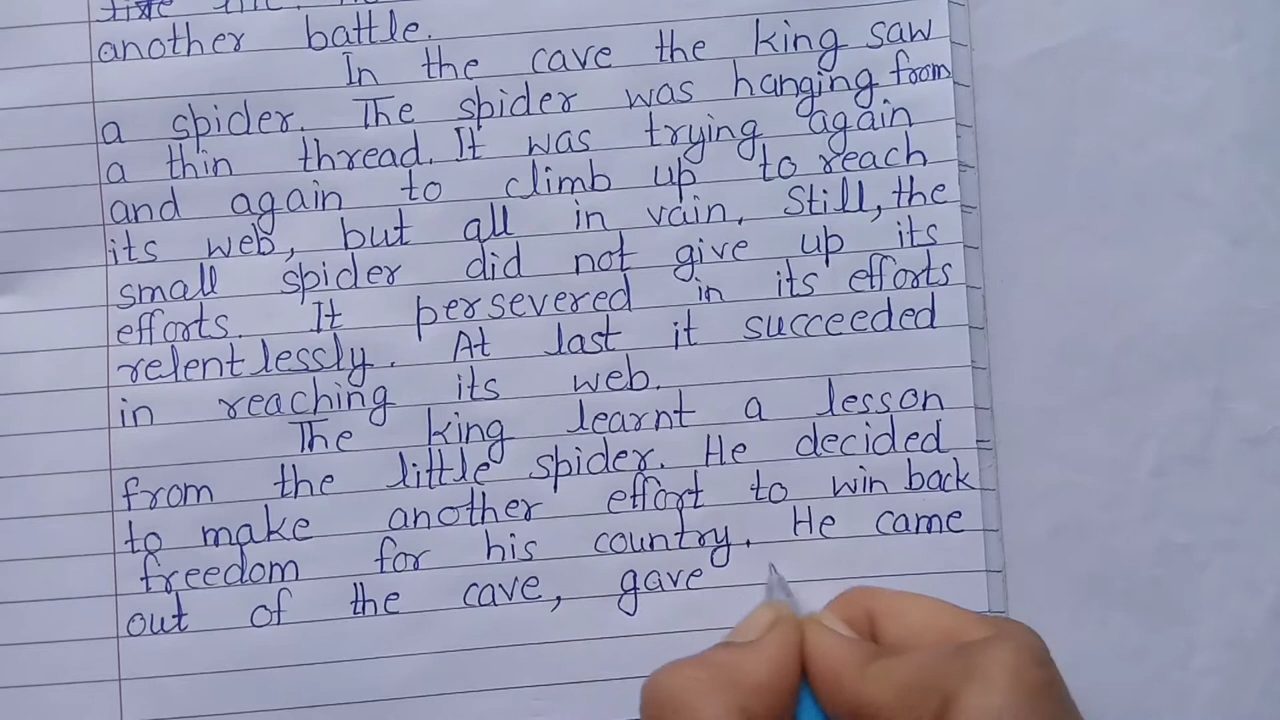 another battle.
In the cave the king saw
a spider. The spider was hanging from
a thin thread. It was trying again
and again to climb up to reach
its web, but all in vain. Still, the
small spider did not give up its
efforts. It persevered in its efforts
relentlessly. At last it succeeded
in reaching its web.
The king learnt a lesson
from the little spider. He decided
to make another effort to win back
freedom for his country. He came
out of the cave, gave